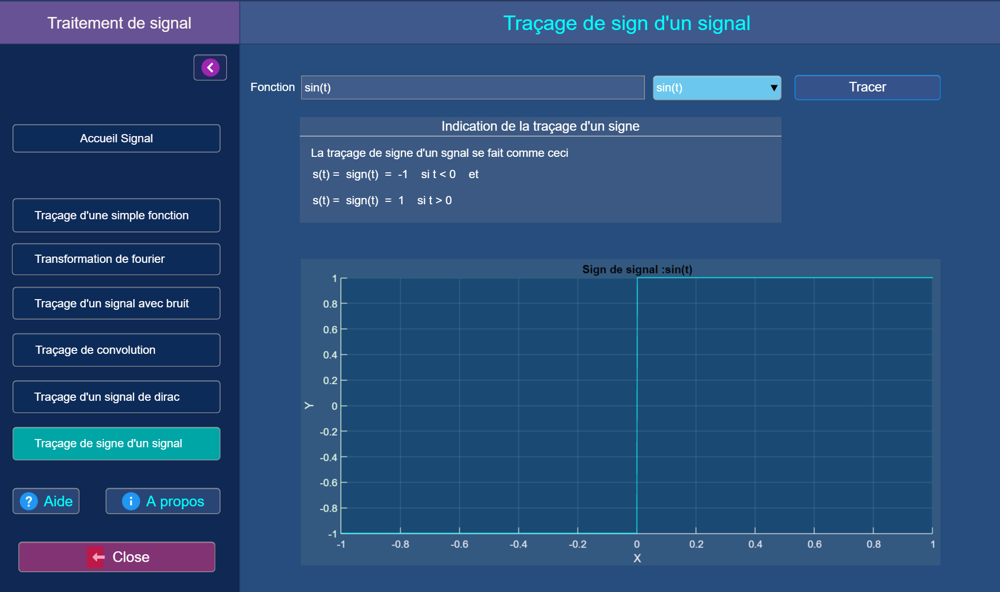 Traitement de signal
Traçage de sign d'un signal
Fonction sin(t) sin(t) Tracer
Accueil Signal
Traçage d'une simple fonction
Transformation de fourier
Traçage d'un signal avec bruit
Traçage de convolution
Traçage d'un signal de dirac
Traçage de signe d'un signal
? Aide
i A propos
Close
Indication de la traçage d'un signe
La traçage de signe d'un sgnal se fait comme ceci
s(t) = sign(t) = -1 si t < 0 et
s(t) = sign(t) = 1 si t > 0
Sign de signal :sin(t)
1
0.8
0.6
0.4
0.2
0
-0.2
-0.4
-0.6
-0.8
-1
Y
-1 -0.8 -0.6 -0.4 -0.2 0 0.2 0.4 0.6 0.8 1
X